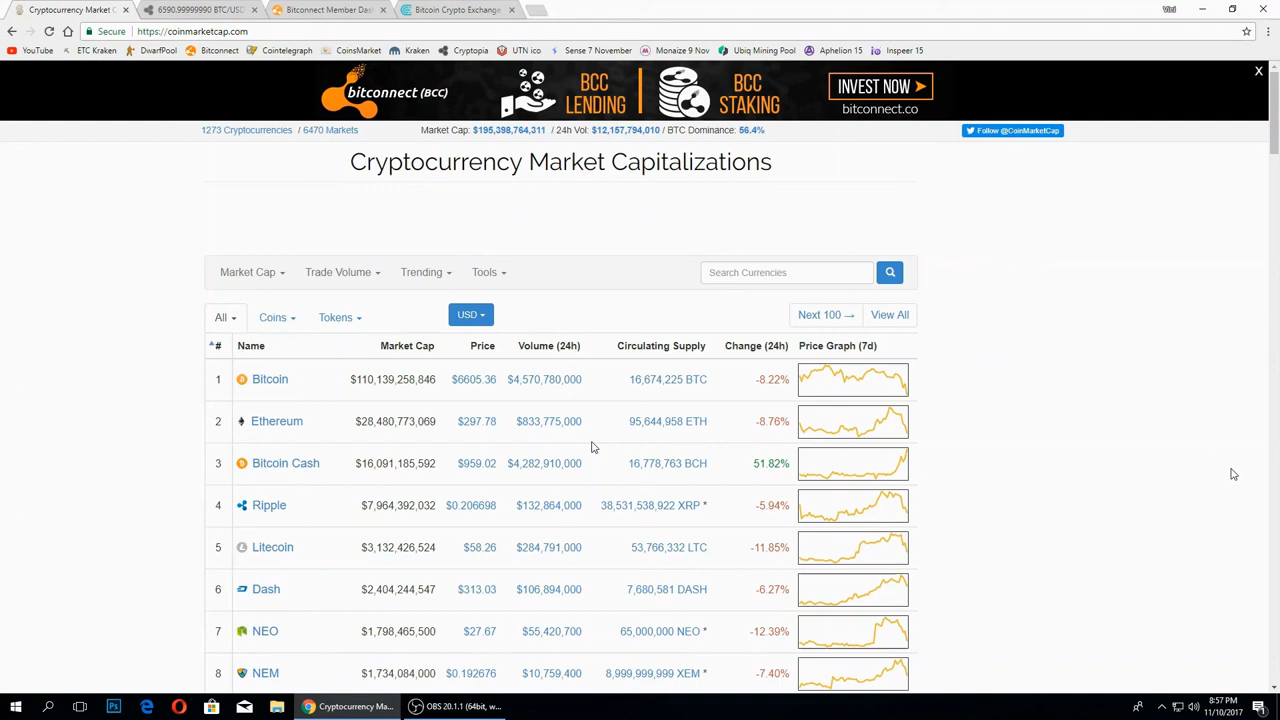 Cryptocurrency Market C
6590.99999990 BTC/USD
Bitconnect Member Das
Bitcoin Crypto Exchange
Vini
Secure https://coinmarketcap.com
YouTube ETC Kraken DwarfPool Bitconnect Cointelegraph CoinsMarket Kraken Cryptopia UTN ico Sense 7 November Monaize 9 Nov Ubiq Mining Pool Aphelion 15 Inspeer 15
bitconnect (BCC) BCC LENDING BCC STAKING INVEST NOW bitconnect.co X
1273 Cryptocurrencies / 6470 Markets Market Cap: $195,398,764,311 / 24h Vol: $12,157,794,010 / BTC Dominance: 56.4% Follow @CoinMarketCap
Cryptocurrency Market Capitalizations
Market Cap Trade Volume Trending Tools Search Currencies
All Coins Tokens USD Next 100 → View All
# Name Market Cap Price Volume (24h) Circulating Supply Change (24h) Price Graph (7d)
1 Bitcoin $110,139,258,846 $6605.36 $4,570,780,000 16,674,225 BTC -8.22%
2 Ethereum $28,480,773,069 $297.78 $833,775,000 95,644,958 ETH -8.76%
3 Bitcoin Cash $16,091,185,592 $959.02 $4,282,910,000 16,778,763 BCH 51.82%
4 Ripple $7,964,392,032 $0.206698 $132,864,000 38,531,538,922 XRP * -5.94%
5 Litecoin $3,132,426,524 $58.26 $284,791,000 53,766,332 LTC -11.85%
6 Dash $2,404,244,547 $313.03 $106,894,000 7,680,581 DASH -6.27%
7 NEO $1,798,465,500 $27.67 $55,420,700 65,000,000 NEO * -12.39%
8 NEM $1,734,084,000 $0.192676 $10,759,400 8,999,999,999 XEM * -7.40%
Cryptocurrency Ma... OBS 20.1.1 (64bit, w... 8:57 PM
11/10/2017